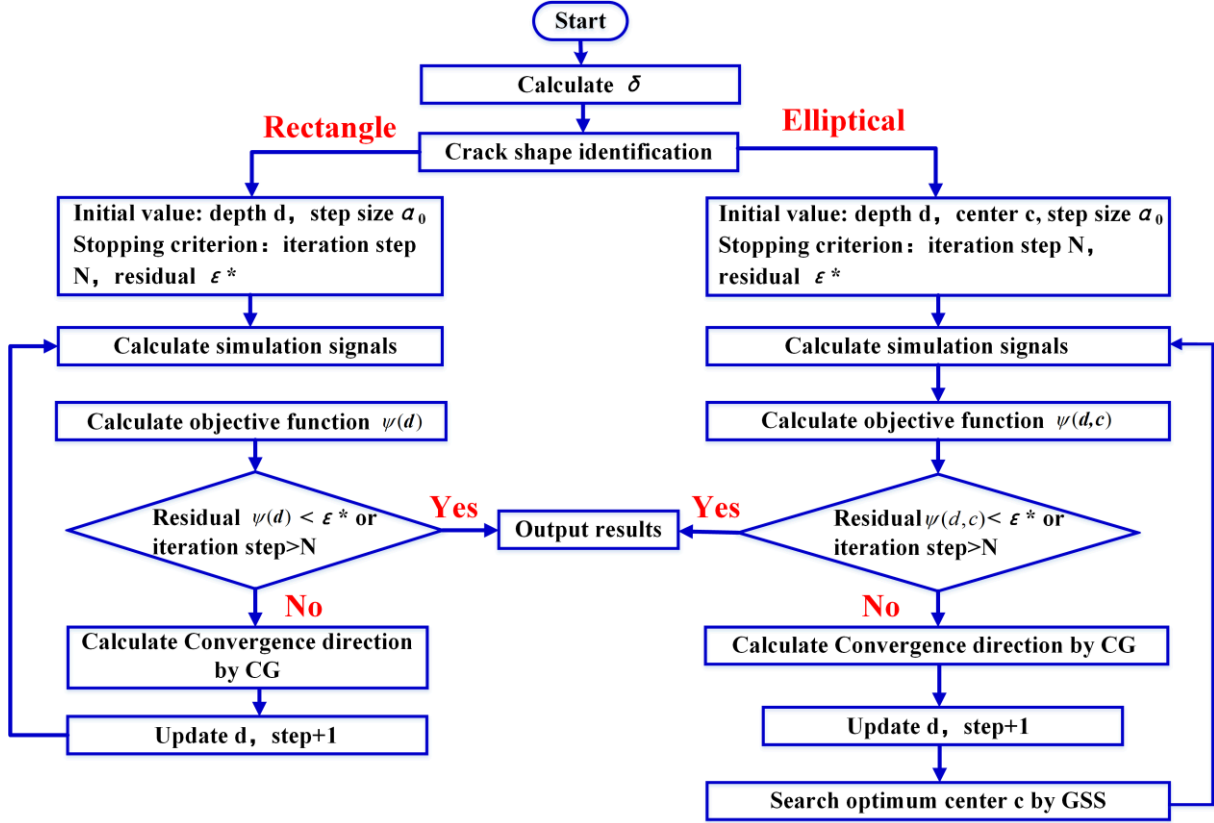 Start
Calculate δ
Rectangle
Elliptical
Crack shape identification
Initial value: depth d, step size α₀
Stopping criterion: iteration step
N, residual ε*
Calculate simulation signals
Calculate objective function ψ(d)
Residual ψ(d) < ε* or
iteration step>N
Yes
No
Calculate Convergence direction
by CG
Update d, step+1
Output results
Initial value: depth d, center c, step size α₀
Stopping criterion: iteration step N,
residual ε*
Calculate simulation signals
Calculate objective function ψ(d,c)
Residual ψ(d,c)< ε* or
iteration step>N
Yes
No
Calculate Convergence direction by CG
Update d, step+1
Search optimum center c by GSS